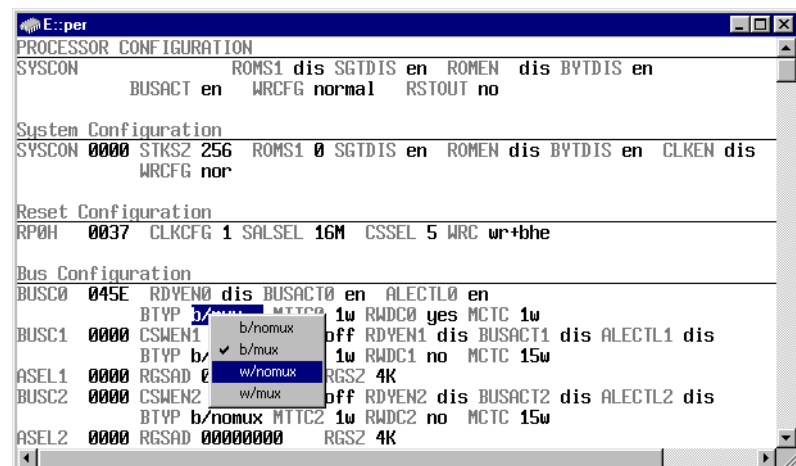 E::per
PROCESSOR CONFIGURATION
SYSCON ROMS1 dis SGTDIS en ROMEN dis BYTDIS en
BUSACT en WRCFG normal RSTOUT no
System Configuration
SYSCON 0000 STKSZ 256 ROMS1 0 SGTDIS en ROMEN dis BYTDIS en CLKEN dis
WRCFG nor
Reset Configuration
RP0H 0037 CLKCFG 1 SALSEL 16M CSSEL 5 WRC wr+bhe
Bus Configuration
BUSC0 045E RDYEN0 dis BUSACT0 en ALECTL0 en
BTYP b/mux MTTC0 1w RWDC0 yes MCTC 1w
BUSC1 0000 CSWEN1 off RDYEN1 dis BUSACT1 dis ALECTL1 dis
BTYP b/ 1w RWDC1 no MCTC 15w
ASEL1 0000 RGSAD 0 RGSZ 4K
BUSC2 0000 CSWEN2 off RDYEN2 dis BUSACT2 dis ALECTL2 dis
BTYP b/nomux MTTC2 1w RWDC2 no MCTC 15w
ASEL2 0000 RGSAD 00000000 RGSZ 4K
b/nomux
✓ b/mux
w/nomux
w/mux